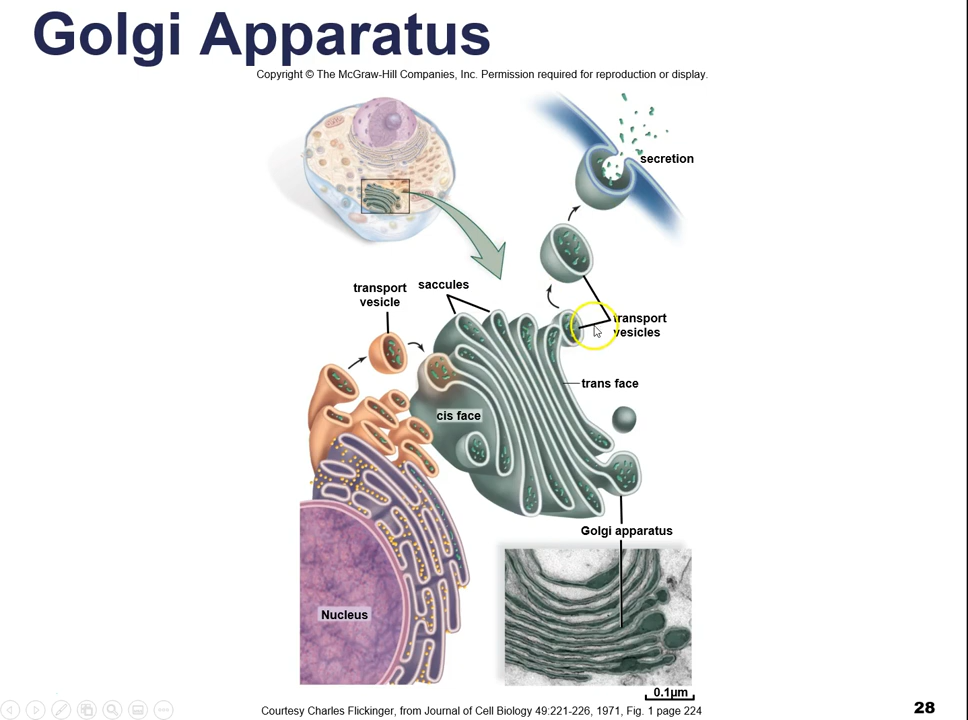 Golgi Apparatus
Copyright © The McGraw-Hill Companies, Inc. Permission required for reproduction or display.
secretion
transport
vesicle
saccules
transport
vesicles
trans face
cis face
Golgi apparatus
Nucleus
0.1µm
Courtesy Charles Flickinger, from Journal of Cell Biology 49:221-226, 1971, Fig. 1 page 224
28